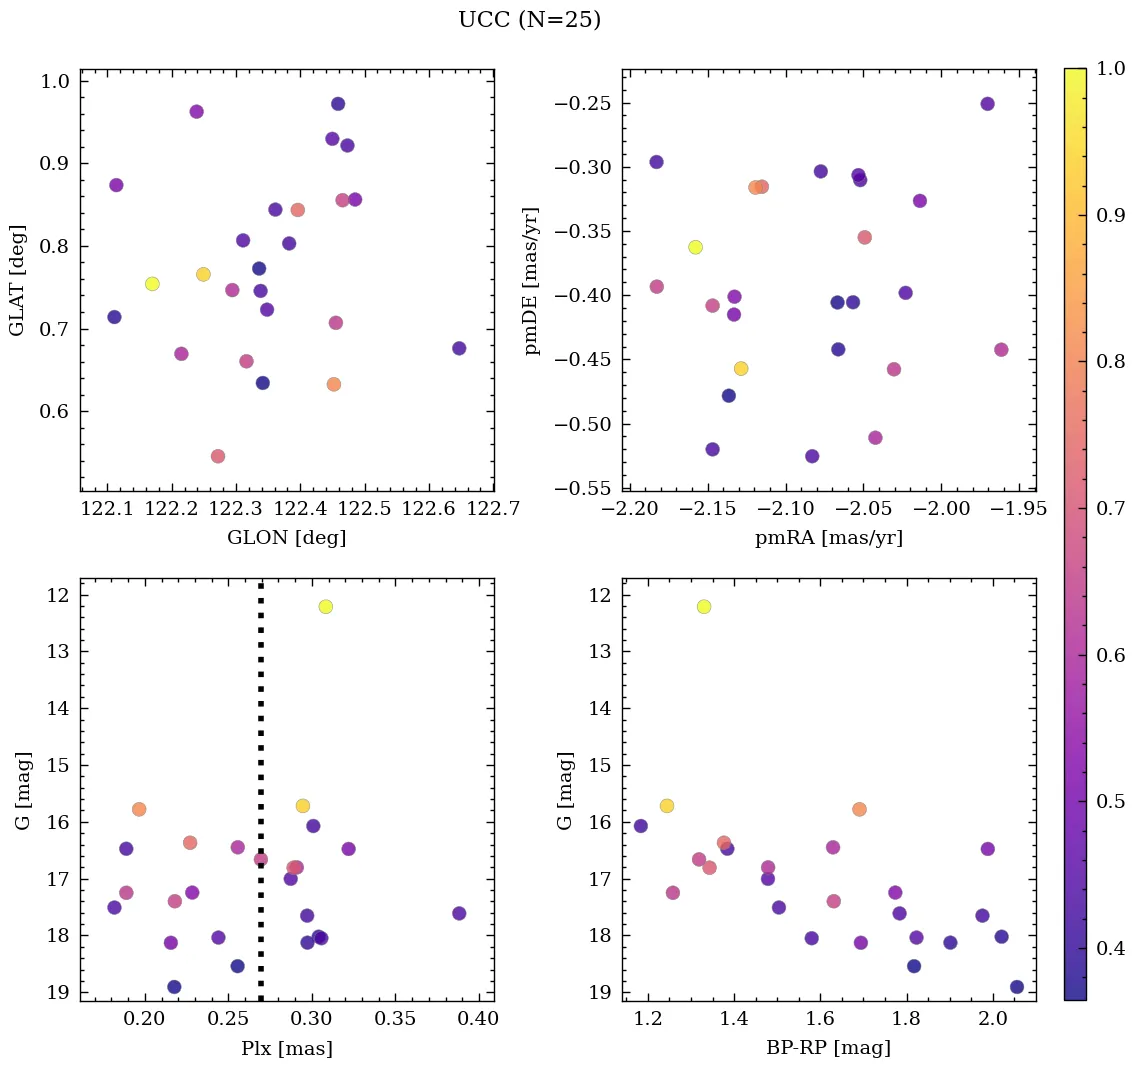 UCC (N=25)
1.0
0.9
0.8
0.7
0.6
GLAT [deg]
122.1 122.2 122.3 122.4 122.5 122.6 122.7
GLON [deg]
−0.25
−0.30
−0.35
−0.40
−0.45
−0.50
−0.55
pmDE [mas/yr]
−2.20 −2.15 −2.10 −2.05 −2.00 −1.95
pmRA [mas/yr]
12
13
14
15
16
17
18
19
G [mag]
0.20 0.25 0.30 0.35 0.40
Plx [mas]
12
13
14
15
16
17
18
19
G [mag]
1.2 1.4 1.6 1.8 2.0
BP-RP [mag]
1.0
0.9
0.8
0.7
0.6
0.5
0.4